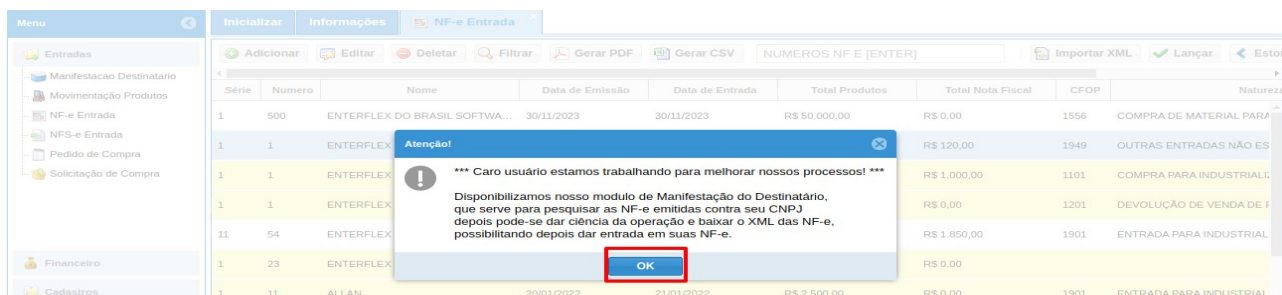 Menu
Inicializar Informações NF-e Entrada
Entradas
Adicionar Editar Deletar Filtrar Gerar PDF Gerar CSV NUMEROS NF E [ENTER] Importar XML Lançar Esto
Manifestacao Destinatario
Movimentação Produtos
NF-e Entrada
NFS-e Entrada
Pedido de Compra
Solicitação de Compra
Financeiro
Cadastros
Série Numero Nome Data de Emissão Data de Entrada Total Produtos Total Nota Fiscal CFOP Natureza
1 500 ENTERFLEX DO BRASIL SOFTWA... 30/11/2023 30/11/2023 R$ 50.000,00 R$ 0,00 1556 COMPRA DE MATERIAL PARA
1 1 ENTERFLEX R$ 120,00 1949 OUTRAS ENTRADAS NÃO ES
1 1 ENTERFLEX R$ 1.000,00 1101 COMPRA PARA INDUSTRIALI
1 1 ENTERFLEX R$ 0,00 1201 DEVOLUÇÃO DE VENDA DE
11 54 ENTERFLEX R$ 1.850,00 1901 ENTRADA PARA INDUSTRIAL
1 23 ENTERFLEX R$ 0,00
1 11 ALLAN 20/01/2022 21/01/2022 R$ 2.500,00 R$ 0,00 1901 ENTRADA PARA INDUSTRIAL
Atenção!
*** Caro usuário estamos trabalhando para melhorar nossos processos! ***
Disponibilizamos nosso modulo de Manifestação do Destinatário,
que serve para pesquisar as NF-e emitidas contra seu CNPJ
depois pode-se dar ciência da operação e baixar o XML das NF-e,
possibilitando depois dar entrada em suas NF-e.
OK